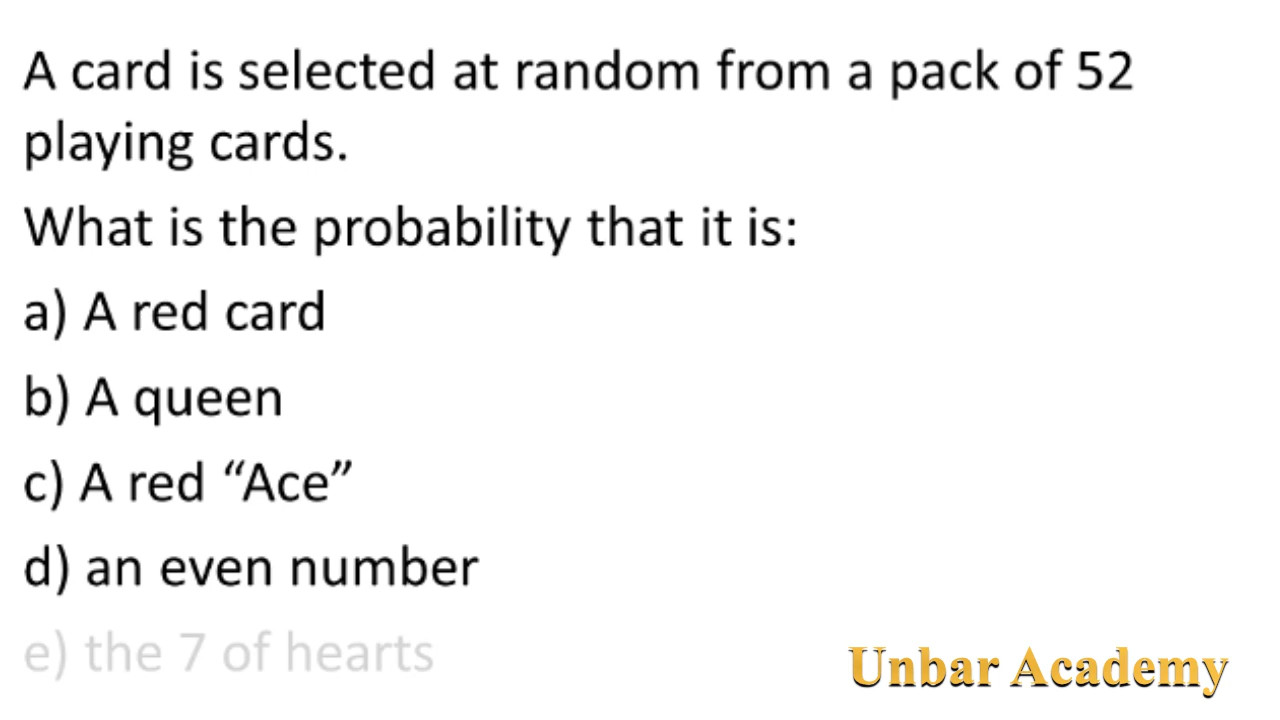 A card is selected at random from a pack of 52
playing cards.
What is the probability that it is:
a) A red card
b) A queen
c) A red “Ace”
d) an even number
e) the 7 of hearts
Unbar Academy